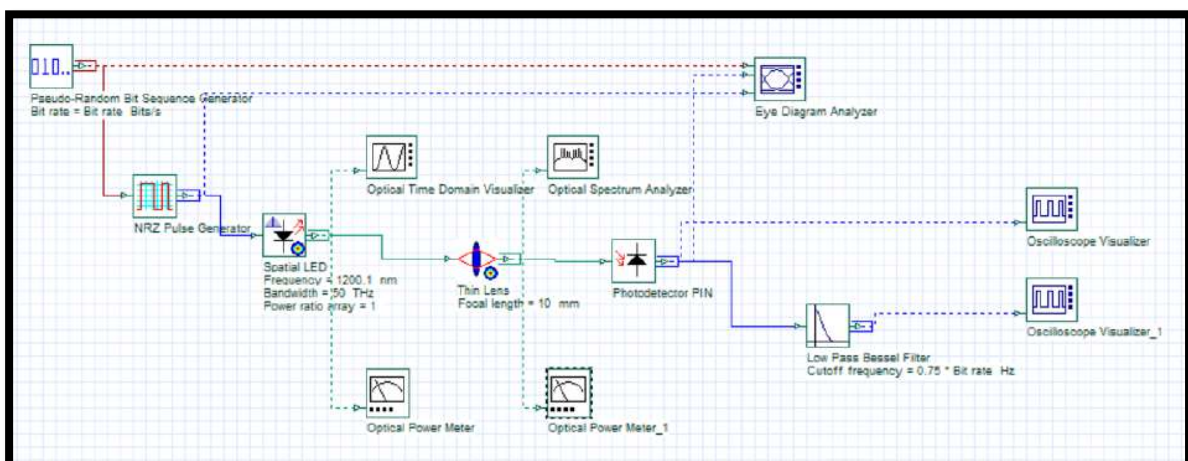 Pseudo-Random Bit Sequence Generator
Bit rate = Bit rate Bits/s
Eye Diagram Analyzer
Optical Time Domain Visualizer
Optical Spectrum Analyzer
NRZ Pulse Generator
Oscilloscope Visualizer
Spatial LED
Frequency = 1200.1 nm
Bandwidth = 50 THz
Power ratio array = 1
Thin Lens
Focal length = 10 mm
Photodetector PIN
Oscilloscope Visualizer_1
Low Pass Bessel Filter
Cutoff frequency = 0.75 * Bit rate Hz
Optical Power Meter
Optical Power Meter_1